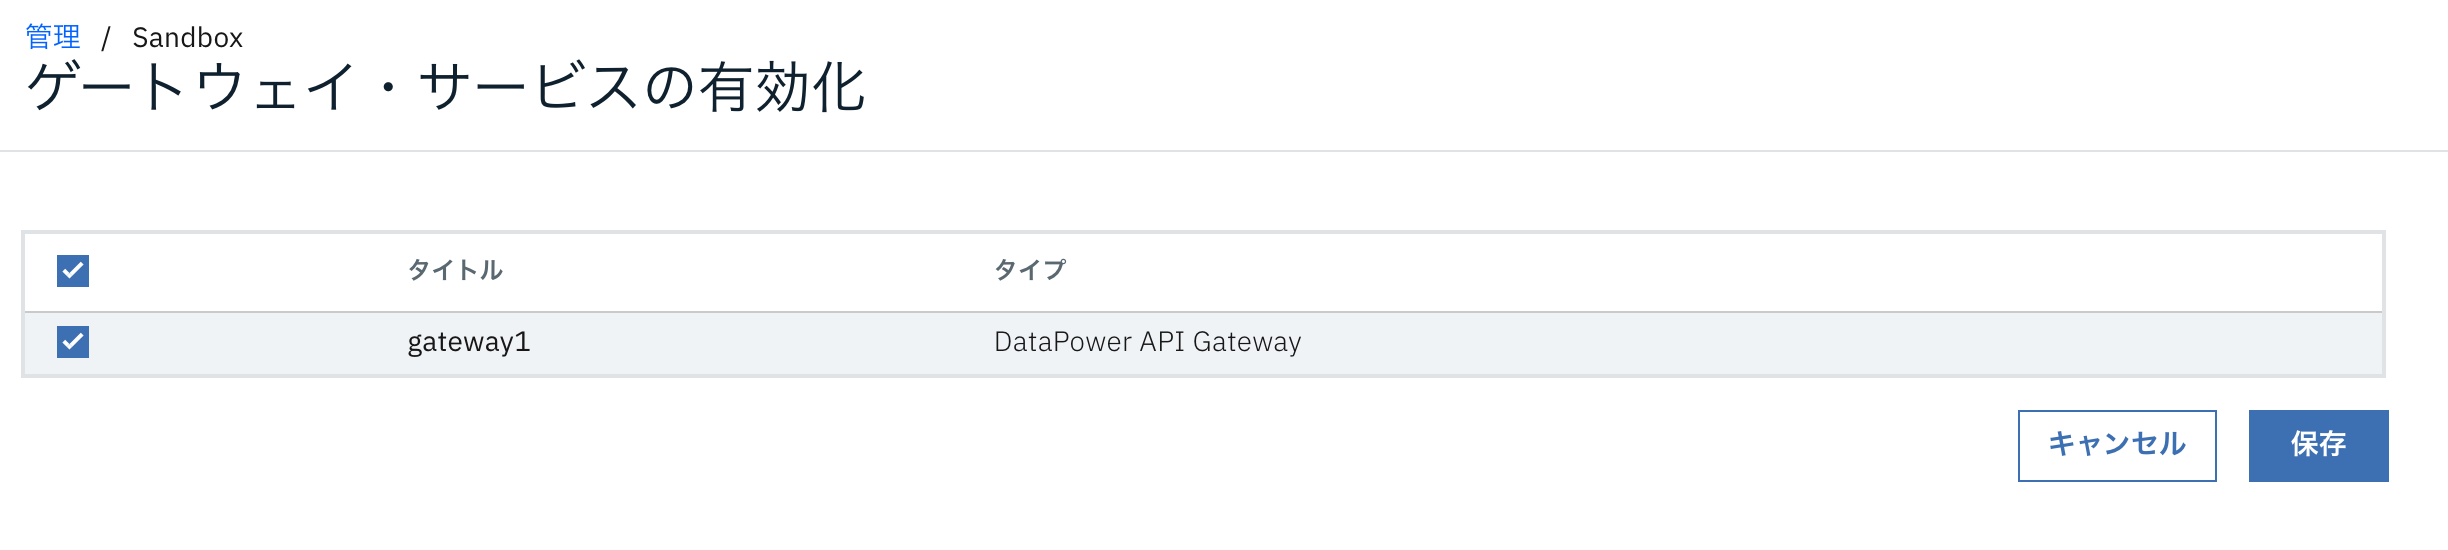 管理 / Sandbox
ゲートウェイ・サービスの有効化
タイトル タイプ
gateway1 DataPower API Gateway
キャンセル 保存